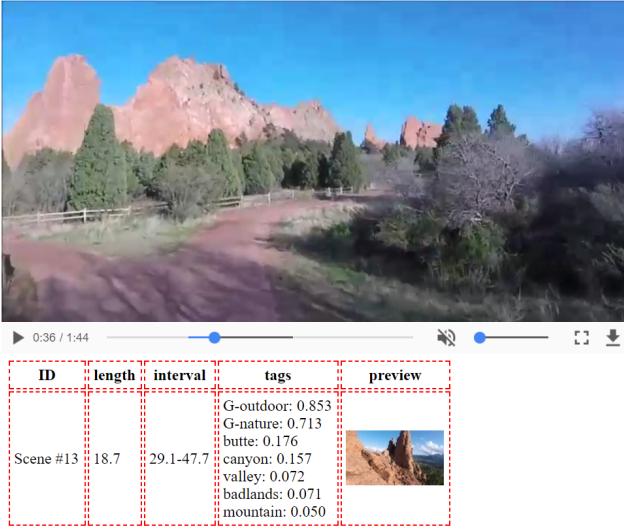 0:36 / 1:44
ID length interval tags preview
Scene #13 18.7 29.1-47.7
G-outdoor: 0.853
G-nature: 0.713
butte: 0.176
canyon: 0.157
valley: 0.072
badlands: 0.071
mountain: 0.050